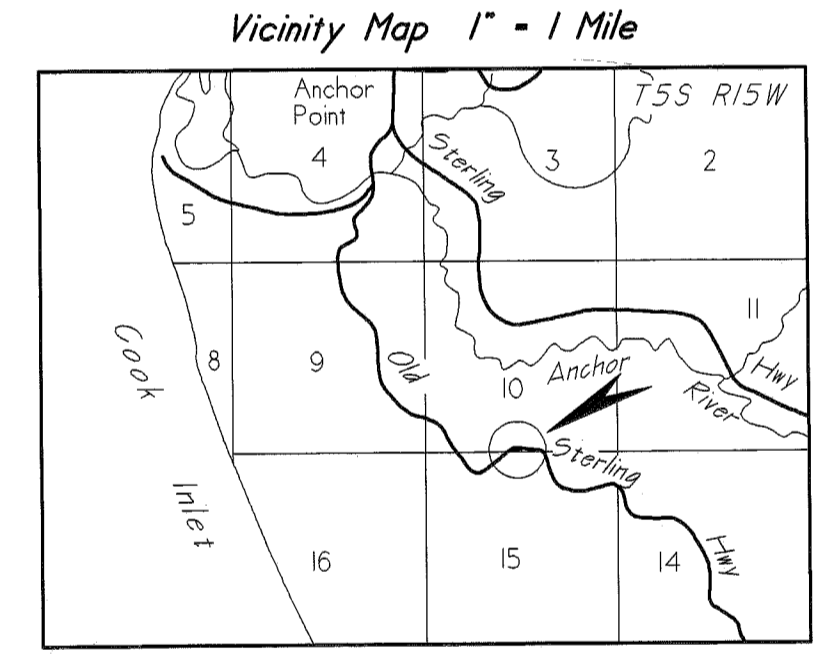 Vicinity Map 1" - 1 Mile
Anchor
Point
T5S R15W
4
Sterling
3
2
5
11
Cook
8
9
Old
10
Anchor
River
Hwy
Sterling
Inlet
16
15
14
Hwy